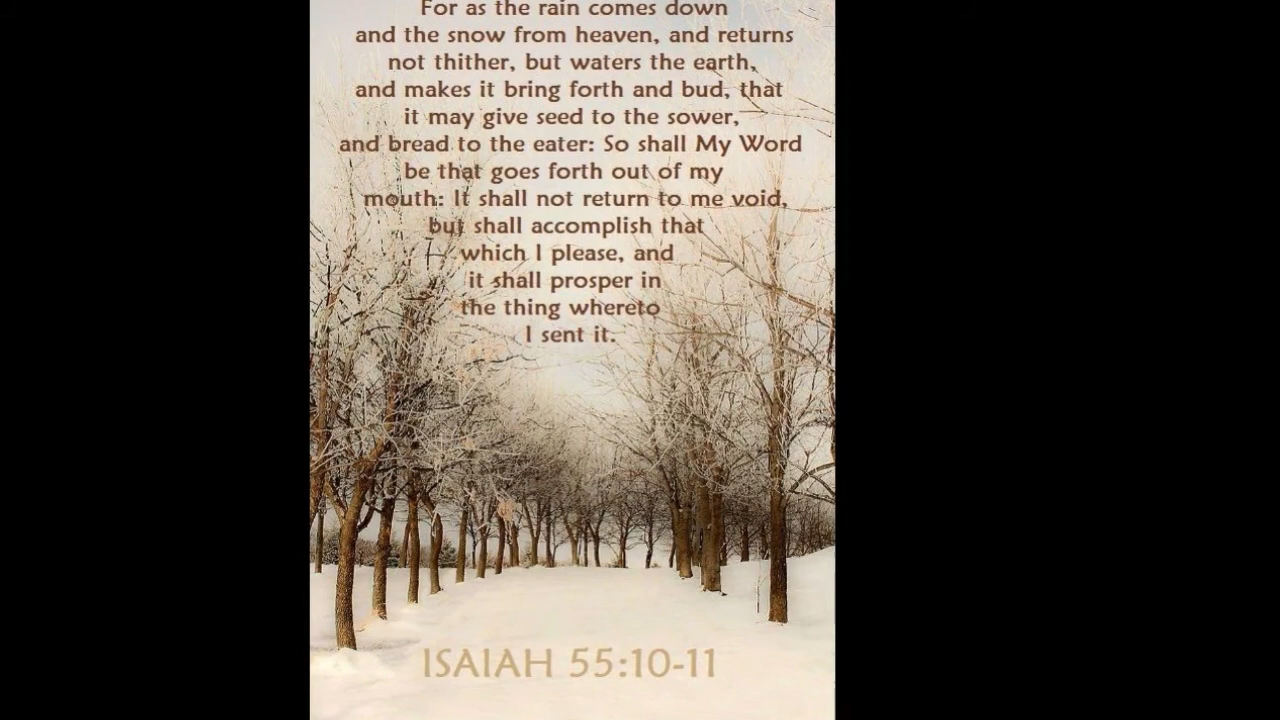 For as the rain comes down
and the snow from heaven, and returns
not thither, but waters the earth,
and makes it bring forth and bud, that
it may give seed to the sower,
and bread to the eater: So shall My Word
be that goes forth out of my
mouth: It shall not return to me void,
but shall accomplish that
which I please, and
it shall prosper in
the thing whereto
I sent it.
ISAIAH 55:10-11